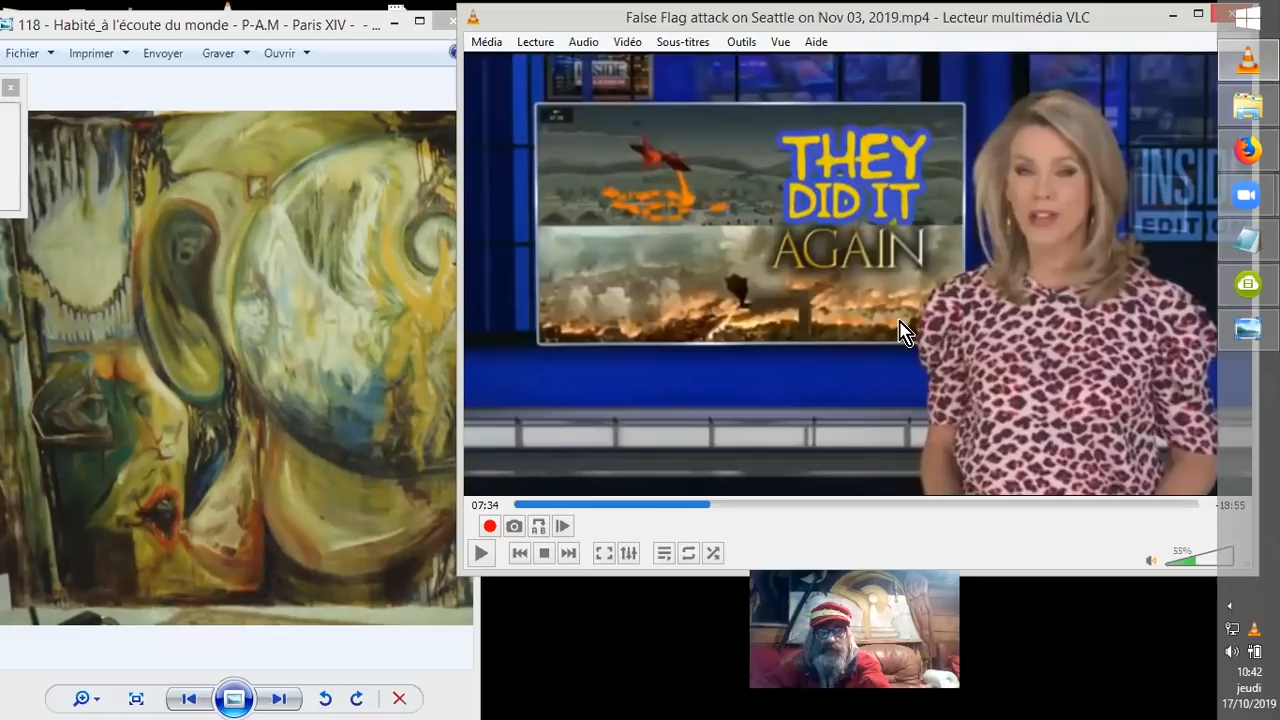 118 - Habité_à l'écoute du monde - P-A-M - Paris XIV - - ...
Fichier
Imprimer
Envoyer
Graver
Ouvrir
x
False Flag attack on Seattle on Nov 03, 2019.mp4 - Lecteur multimédia VLC
Média Lecture Audio Vidéo Sous-titres Outils Vue Aide
INSIDE
THEY
DID IT
AGAIN
INSID
EDITIO
07:34
-18:55
A B
55%
10:42
jeudi
17/10/2019